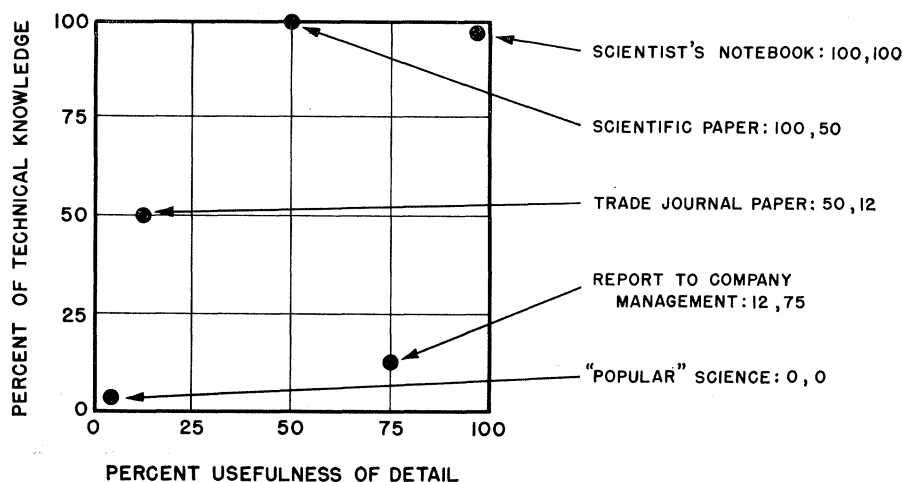 PERCENT OF TECHNICAL KNOWLEDGE
100
75
50
25
0
0 25 50 75 100
PERCENT USEFULNESS OF DETAIL
SCIENTIST'S NOTEBOOK: 100,100
SCIENTIFIC PAPER: 100,50
TRADE JOURNAL PAPER: 50,12
REPORT TO COMPANY
MANAGEMENT: 12,75
"POPULAR" SCIENCE: 0,0